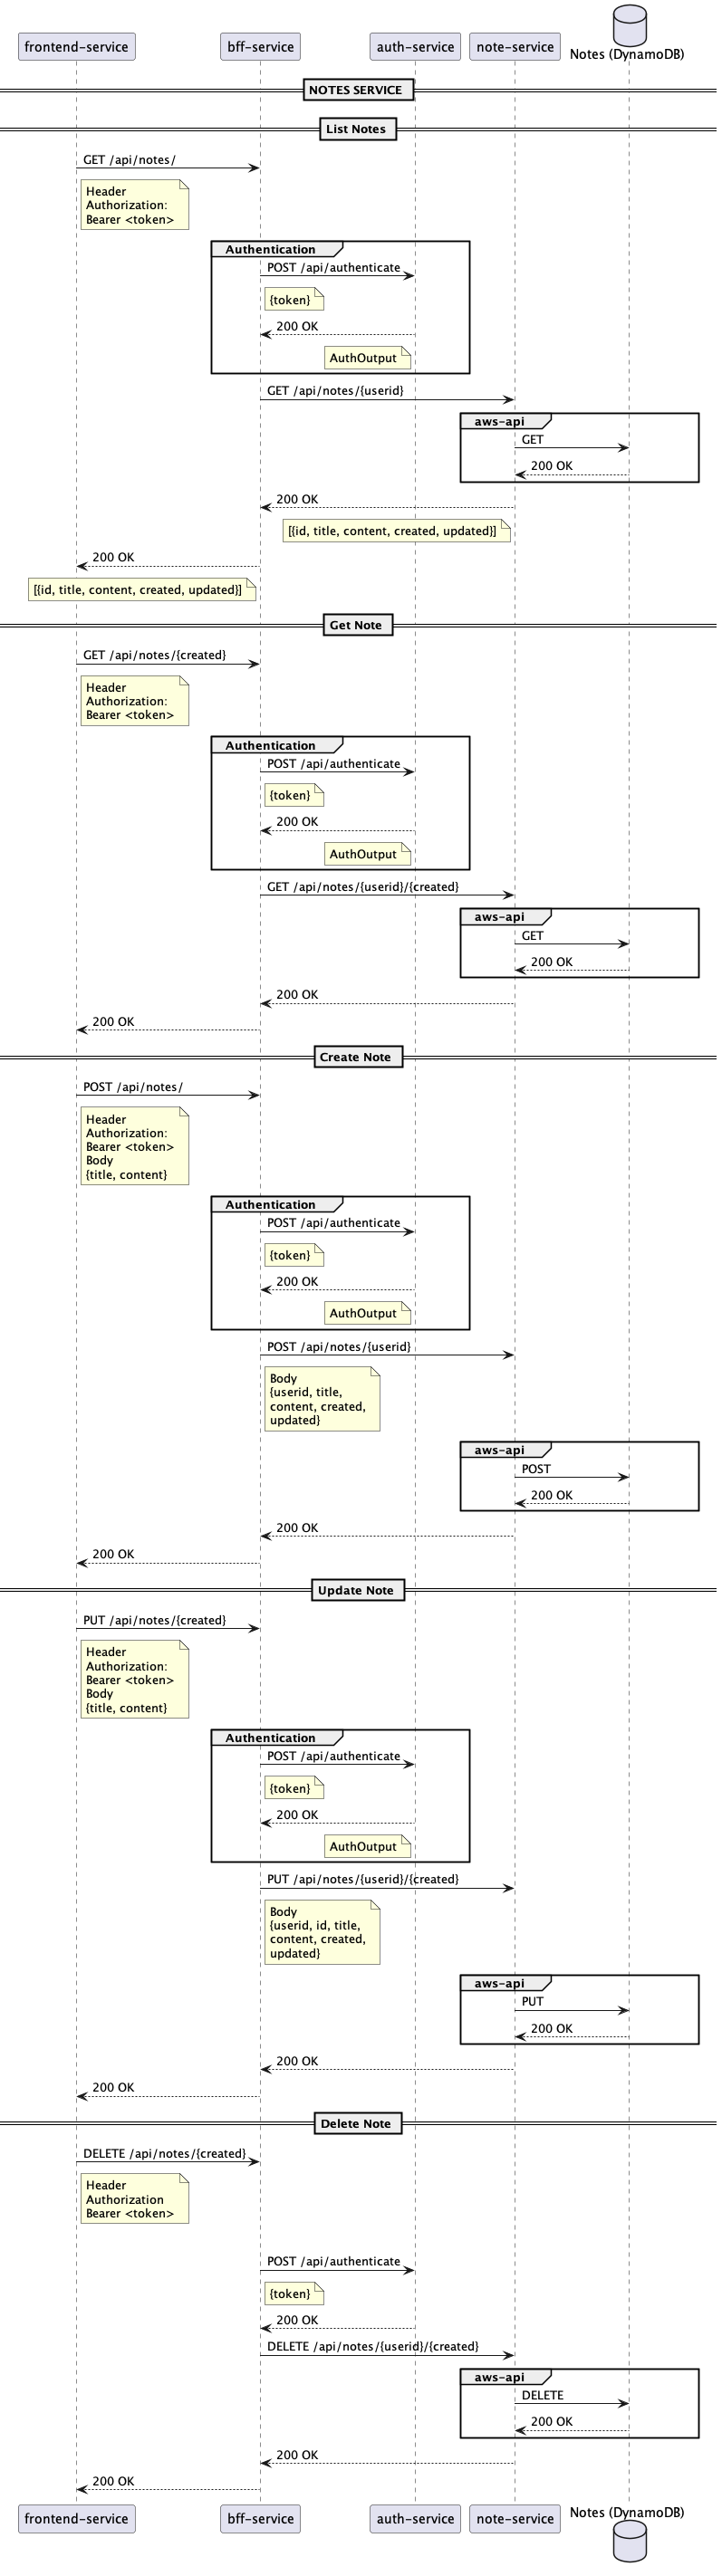 frontend-service
bff-service
auth-service
note-service
Notes (DynamoDB)
NOTES SERVICE
List Notes
GET /api/notes/
Header
Authorization:
Bearer <token>
Authentication
POST /api/authenticate
{token}
200 OK
AuthOutput
GET /api/notes/{userid}
aws-api
GET
200 OK
200 OK
[{id, title, content, created, updated}]
200 OK
[{id, title, content, created, updated}]
Get Note
GET /api/notes/{created}
Header
Authorization:
Bearer <token>
Authentication
POST /api/authenticate
{token}
200 OK
AuthOutput
GET /api/notes/{userid}/{created}
aws-api
GET
200 OK
200 OK
200 OK
Create Note
POST /api/notes/
Header
Authorization:
Bearer <token>
Body
{title, content}
Authentication
POST /api/authenticate
{token}
200 OK
AuthOutput
POST /api/notes/{userid}
Body
{userid, title,
content, created,
updated}
aws-api
POST
200 OK
200 OK
200 OK
Update Note
PUT /api/notes/{created}
Header
Authorization:
Bearer <token>
Body
{title, content}
Authentication
POST /api/authenticate
{token}
200 OK
AuthOutput
PUT /api/notes/{userid}/{created}
Body
{userid, id, title,
content, created,
updated}
aws-api
PUT
200 OK
200 OK
200 OK
Delete Note
DELETE /api/notes/{created}
Header
Authorization
Bearer <token>
POST /api/authenticate
{token}
200 OK
DELETE /api/notes/{userid}/{created}
aws-api
DELETE
200 OK
200 OK
200 OK
frontend-service
bff-service
auth-service
note-service
Notes (DynamoDB)